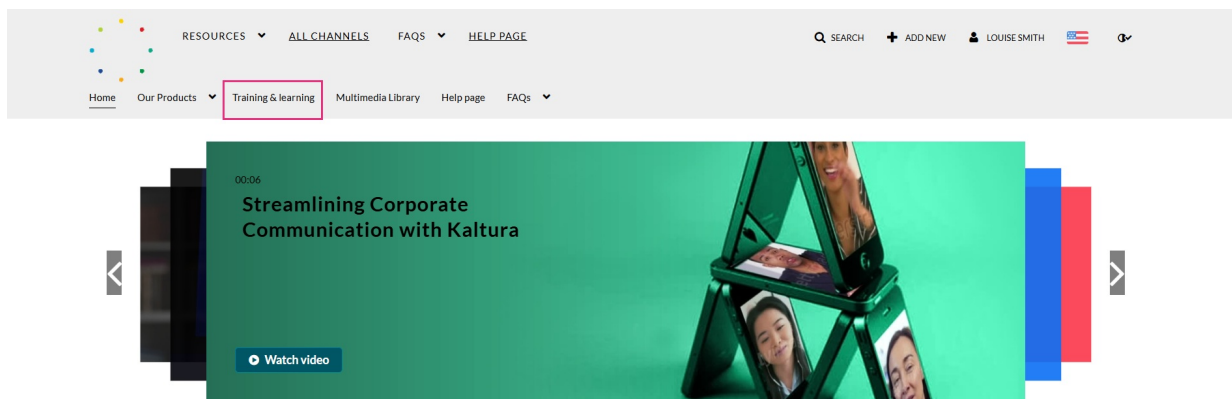 RESOURCES ALL CHANNELS FAQS HELP PAGE SEARCH ADD NEW LOUISE SMITH
Home Our Products Training & learning Multimedia Library Help page FAQs
00:06
Streamlining Corporate
Communication with Kaltura
Watch video